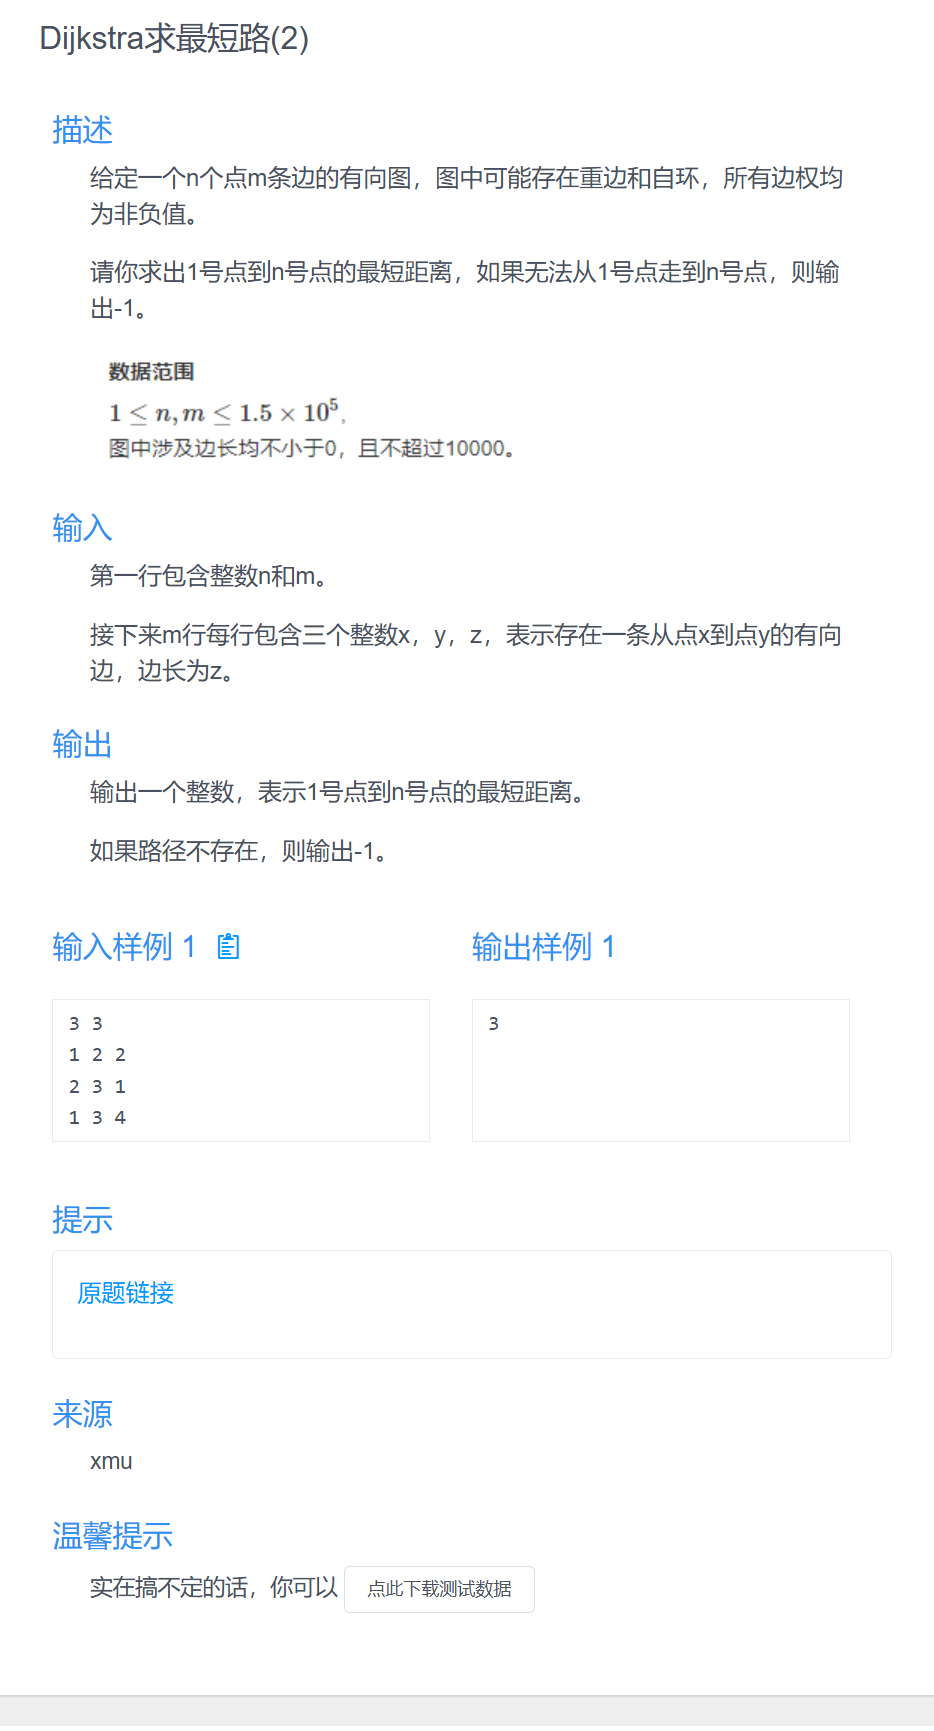 Dijkstra求最短路(2)
描述
给定一个n个点m条边的有向图，图中可能存在重边和自环，所有边权均
为非负值。
请你求出1号点到n号点的最短距离，如果无法从1号点走到n号点，则输
出-1。
数据范围
1 ≤ n, m ≤ 1.5 × 10⁵,
图中涉及边长均不小于0，且不超过10000。
输入
第一行包含整数n和m。
接下来m行每行包含三个整数x，y，z，表示存在一条从点x到点y的有向
边，边长为z。
输出
输出一个整数，表示1号点到n号点的最短距离。
如果路径不存在，则输出-1。
输入样例 1
3 3
1 2 2
2 3 1
1 3 4
输出样例 1
3
提示
原题链接
来源
xmu
温馨提示
实在搞不定的话，你可以 点此下载测试数据